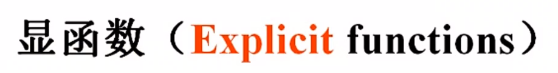 显函数（Explicit functions）